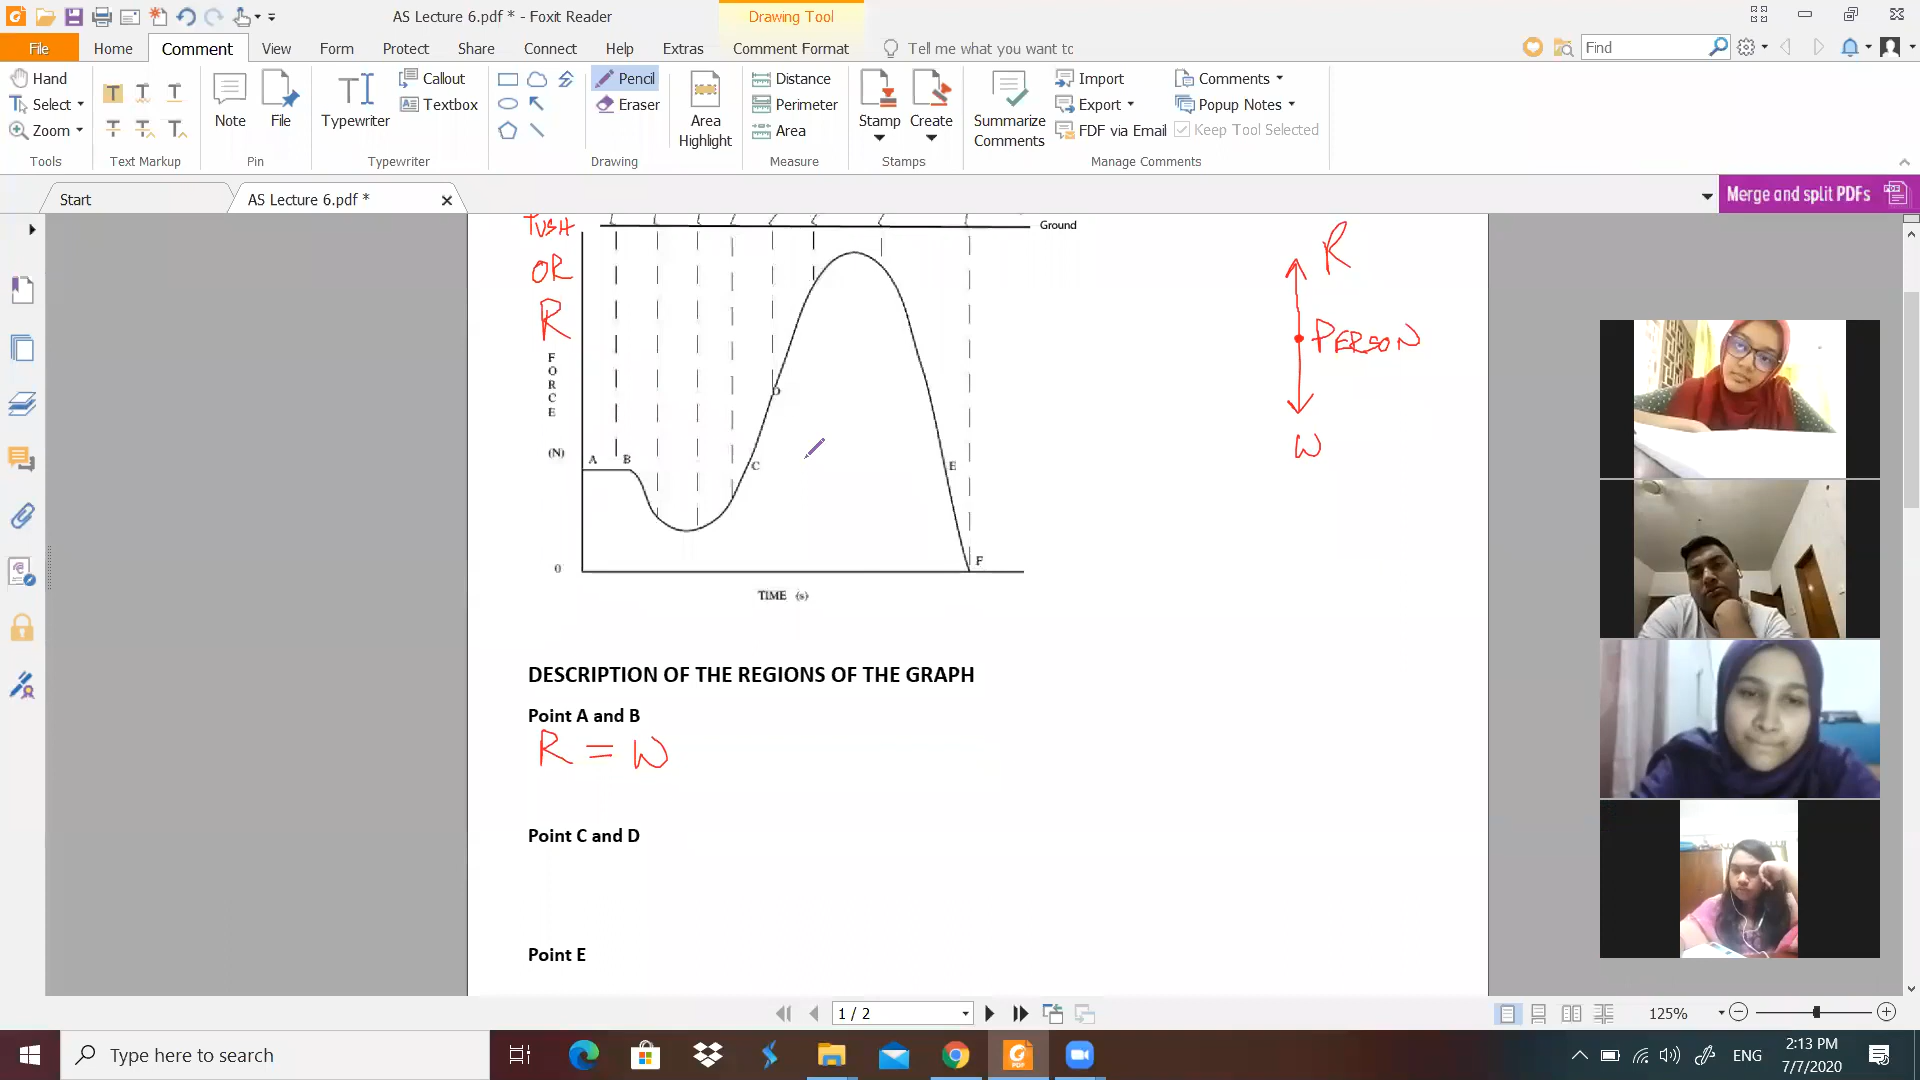 AS Lecture 6.pdf * - Foxit Reader
Drawing Tool
File Home Comment View Form Protect Share Connect Help Extras Comment Format Tell me what you want to Find
Hand
Select
Zoom
Tools
Text Markup
Note
File
Pin
Typewriter
Callout
Textbox
Typewriter
Pencil
Eraser
Drawing
Area
Highlight
Distance
Perimeter
Area
Measure
Stamp
Create
Stamps
Summarize
Comments
Import
Export
FDF via Email
Comments
Popup Notes
Keep Tool Selected
Manage Comments
Start
AS Lecture 6.pdf *
Merge and split PDFs
PUSH
OR
R
Ground
FORCE
(N)
A B C D E F
0
TIME (s)
R
PERSON
W
DESCRIPTION OF THE REGIONS OF THE GRAPH
Point A and B
R = W
Point C and D
Point E
1 / 2
125%
Type here to search
ENG
2:13 PM
7/7/2020